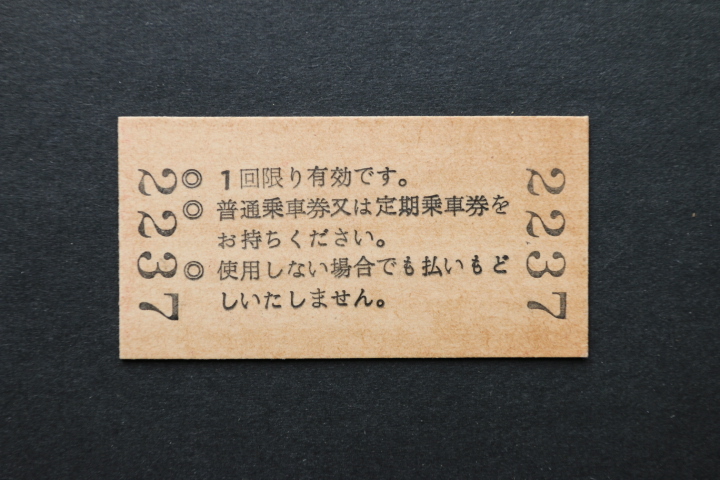 2237
◎ 1回限り有効です。
◎ 普通乗車券又は定期乗車券を
お持ちください。
◎ 使用しない場合でも払いもど
しいたしません。
2237